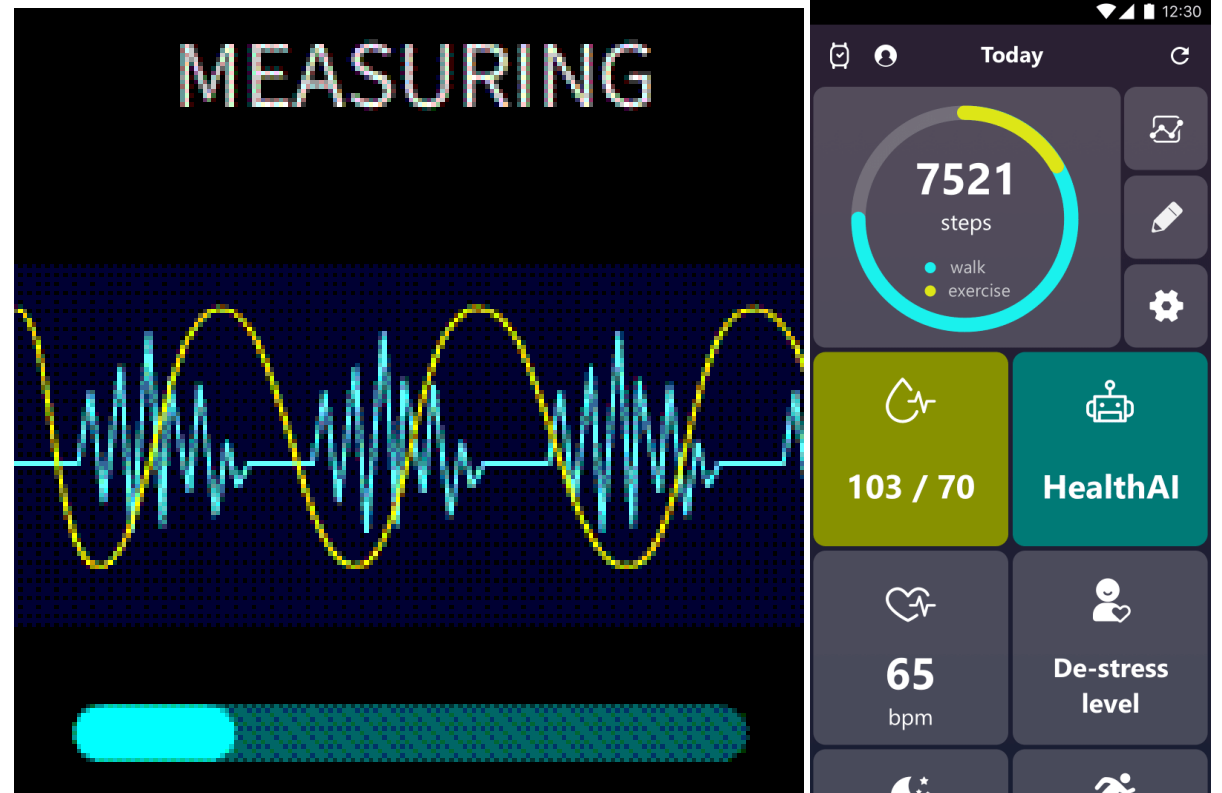 MEASURING
12:30
Today
7521
steps
walk
exercise
103 / 70
HealthAI
65
bpm
De-stress
level